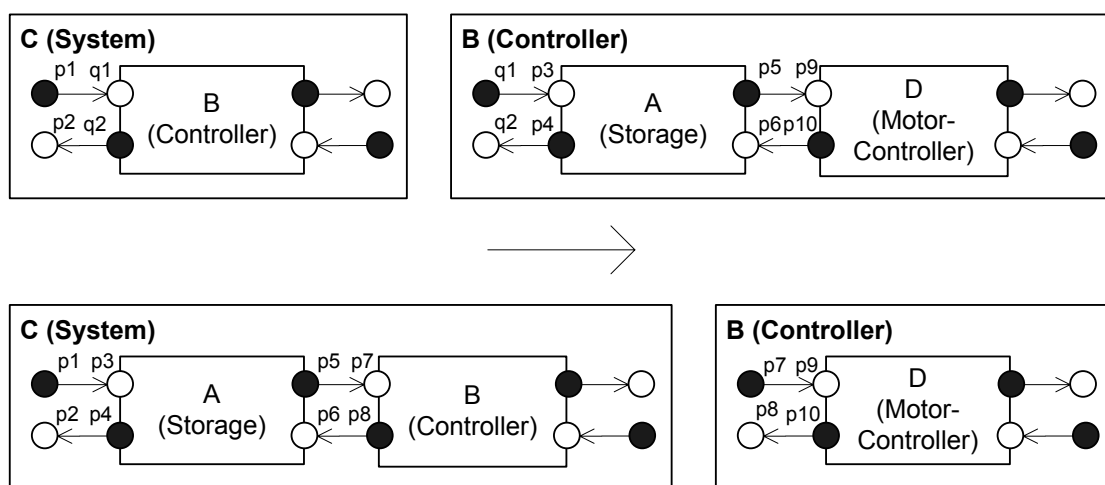 C (System)
p1 q1
B
(Controller)
p2 q2
B (Controller)
q1 p3
p5 p9
A
(Storage)
D
(Motor-
Controller)
q2 p4
p6 p10
C (System)
p1 p3
p5 p7
A
(Storage)
B
(Controller)
p2 p4
p6 p8
B (Controller)
p7 p9
D
(Motor-
Controller)
p8 p10